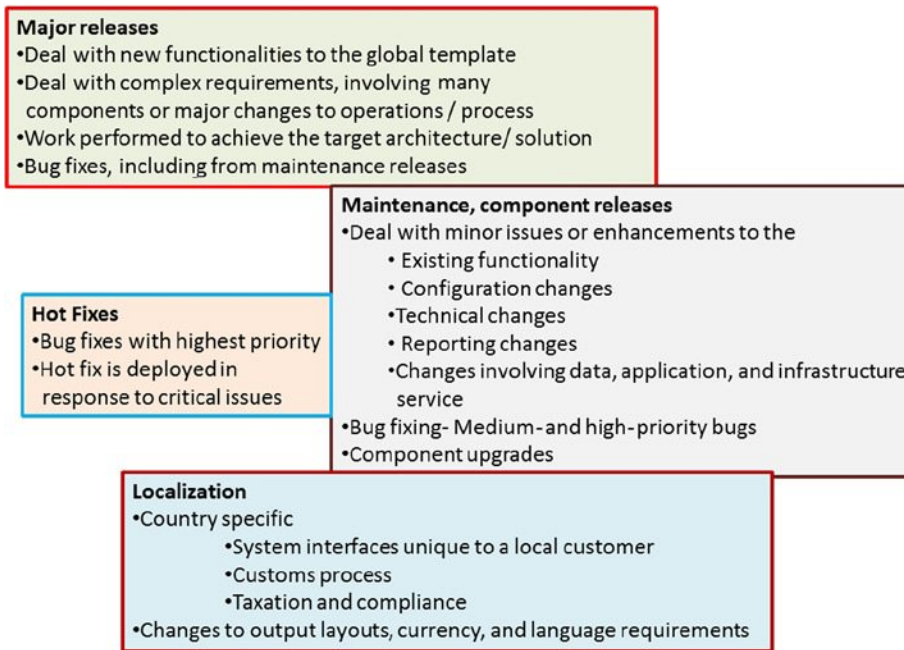 Major releases
•Deal with new functionalities to the global template
•Deal with complex requirements, involving many
components or major changes to operations / process
•Work performed to achieve the target architecture/ solution
•Bug fixes, including from maintenance releases
Maintenance, component releases
•Deal with minor issues or enhancements to the
• Existing functionality
• Configuration changes
•Technical changes
• Reporting changes
•Changes involving data, application, and infrastructure
service
•Bug fixing- Medium-and high-priority bugs
•Component upgrades
Hot Fixes
•Bug fixes with highest priority
•Hot fix is deployed in
response to critical issues
Localization
•Country specific
•System interfaces unique to a local customer
•Customs process
•Taxation and compliance
•Changes to output layouts, currency, and language requirements